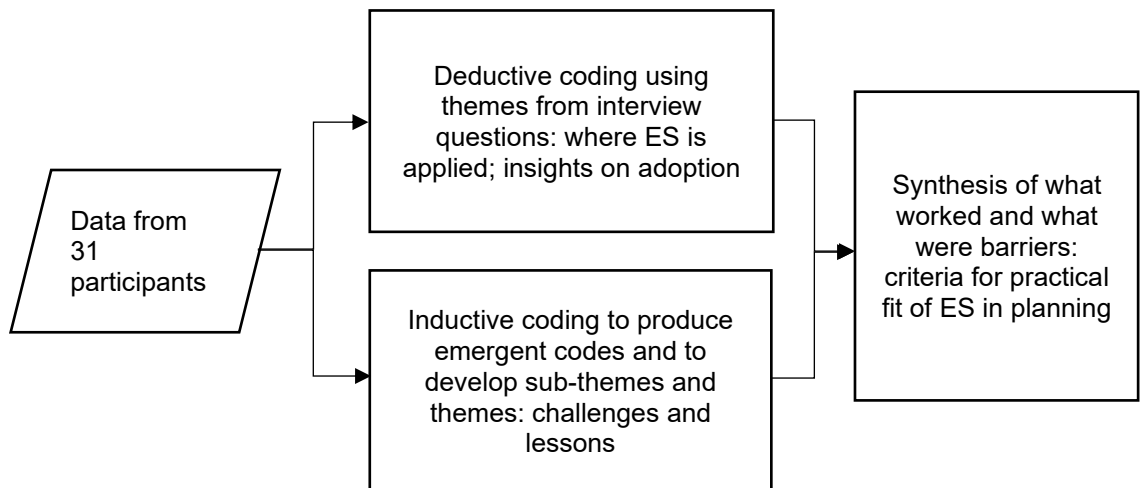 Data from
31
participants
Deductive coding using
themes from interview
questions: where ES is
applied; insights on adoption
Inductive coding to produce
emergent codes and to
develop sub-themes and
themes: challenges and
lessons
Synthesis of what
worked and what
were barriers:
criteria for practical
fit of ES in planning